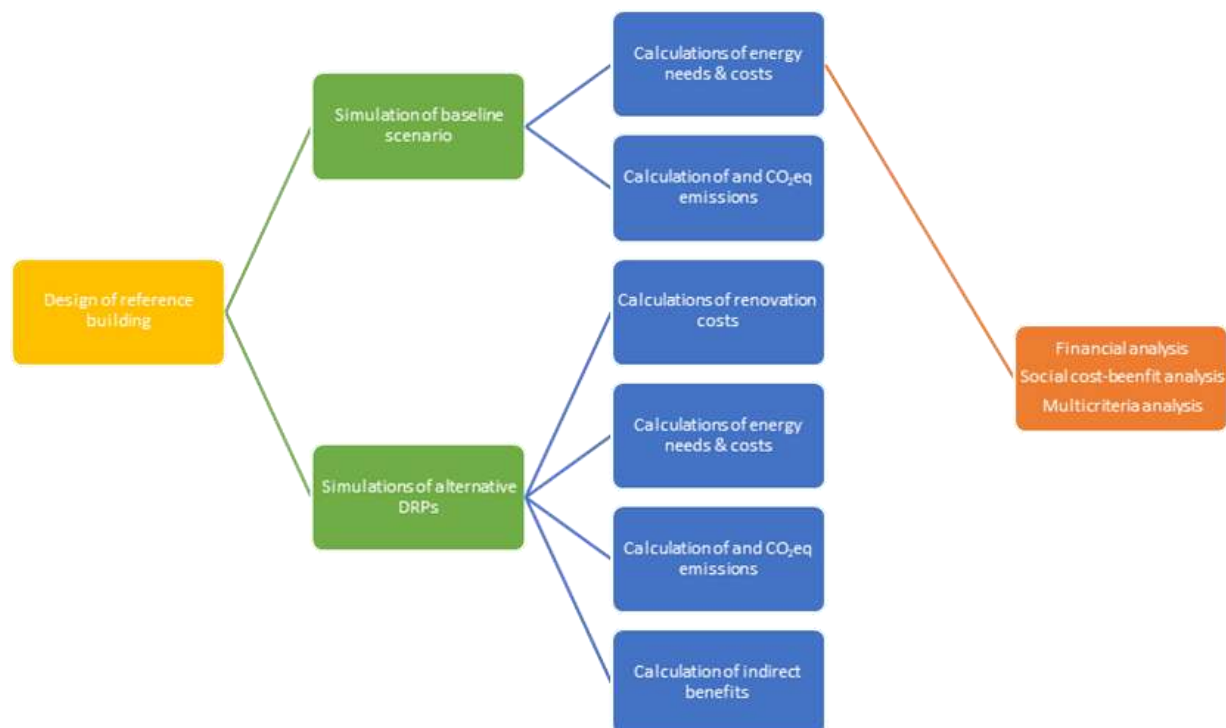 Design of reference
building
Simulation of baseline
scenario
Simulations of alternative
DRPs
Calculations of energy
needs & costs
Calculation of and CO₂eq
emissions
Calculations of renovation
costs
Calculations of energy
needs & costs
Calculation of and CO₂eq
emissions
Calculation of indirect
benefits
Financial analysis
Social cost-beenfit analysis
Multicriteria analysis